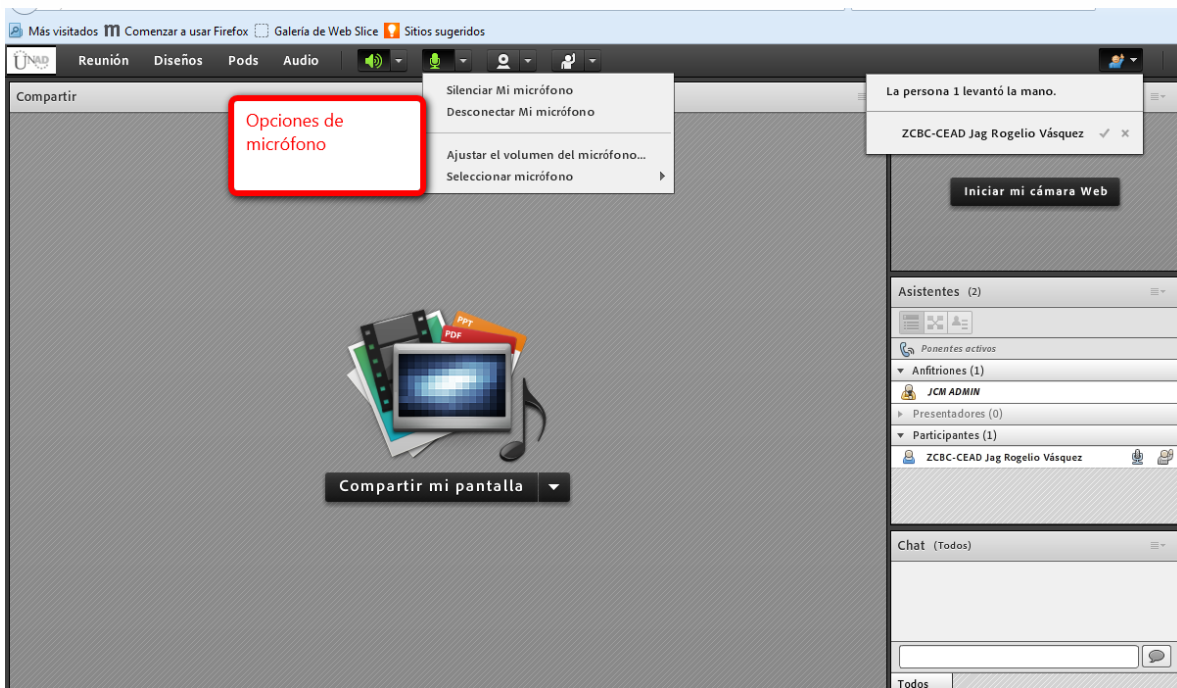 Más visitados
Comenzar a usar Firefox
Galería de Web Slice
Sitios sugeridos
UNAD
Reunión
Diseños
Pods
Audio
Compartir
Opciones de
micrófono
Silenciar Mi micrófono
Desconectar Mi micrófono
Ajustar el volumen del micrófono...
Seleccionar micrófono
La persona 1 levantó la mano.
ZCBC-CEAD Jag Rogelio Vásquez
Iniciar mi cámara Web
PPT
PDF
Compartir mi pantalla
Asistentes (2)
Ponentes activos
Anfitriones (1)
JCM ADMIN
Presentadores (0)
Participantes (1)
ZCBC-CEAD Jag Rogelio Vásquez
Chat (Todos)
Todos